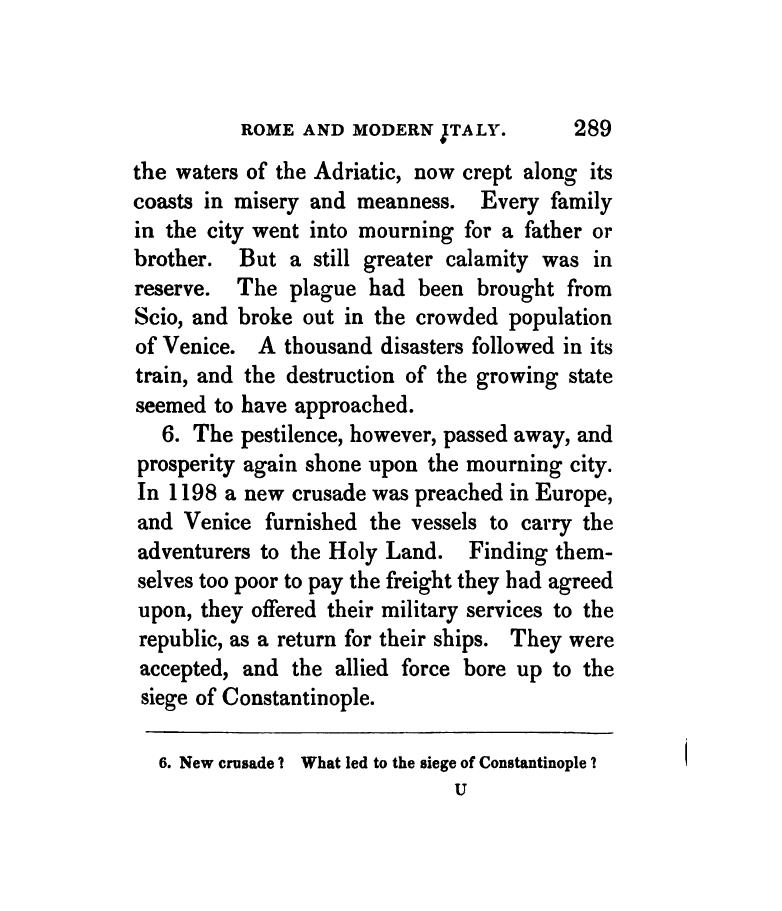 ROME AND MODERN ITALY. 289
the waters of the Adriatic, now crept along its
coasts in misery and meanness. Every family
in the city went into mourning for a father or
brother. But a still greater calamity was in
reserve. The plague had been brought from
Scio, and broke out in the crowded population
of Venice. A thousand disasters followed in its
train, and the destruction of the growing state
seemed to have approached.
6. The pestilence, however, passed away, and
prosperity again shone upon the mourning city.
In 1198 a new crusade was preached in Europe,
and Venice furnished the vessels to carry the
adventurers to the Holy Land. Finding them-
selves too poor to pay the freight they had agreed
upon, they offered their military services to the
republic, as a return for their ships. They were
accepted, and the allied force bore up to the
siege of Constantinople.
6. New crusade? What led to the siege of Constantinople?
U